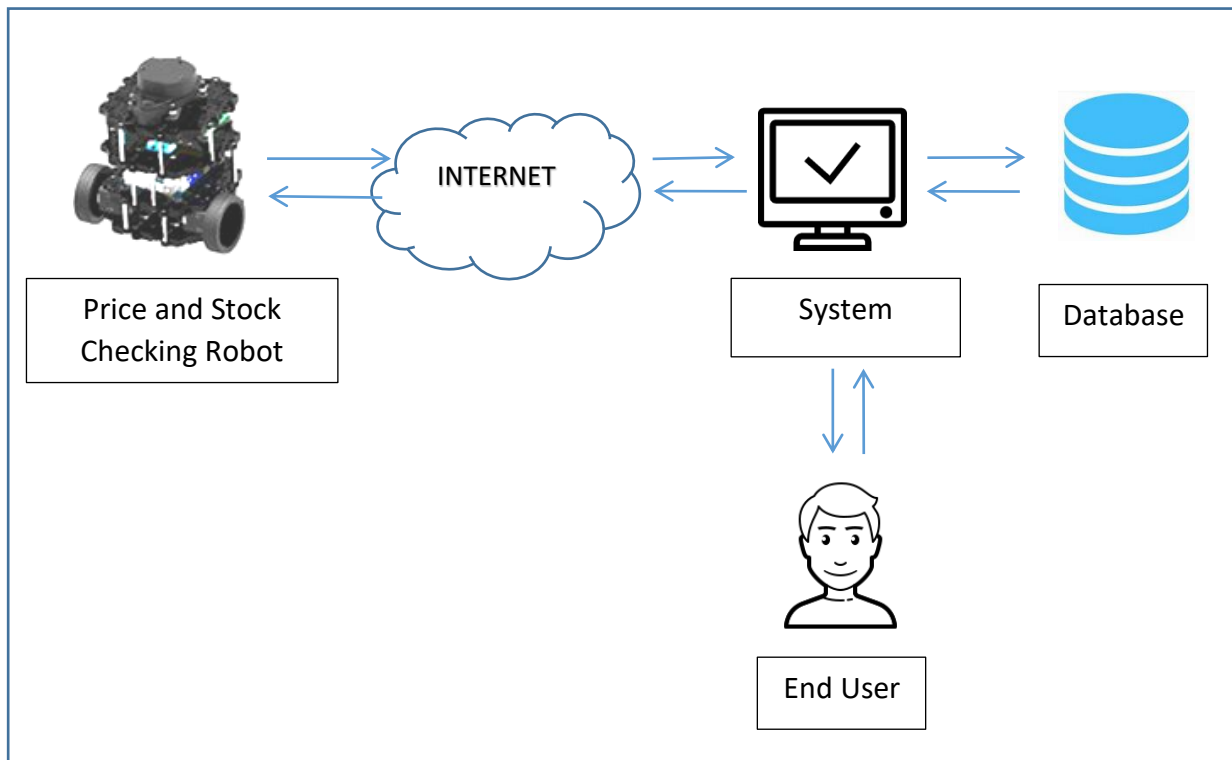 INTERNET
Price and Stock
Checking Robot
System
Database
End User